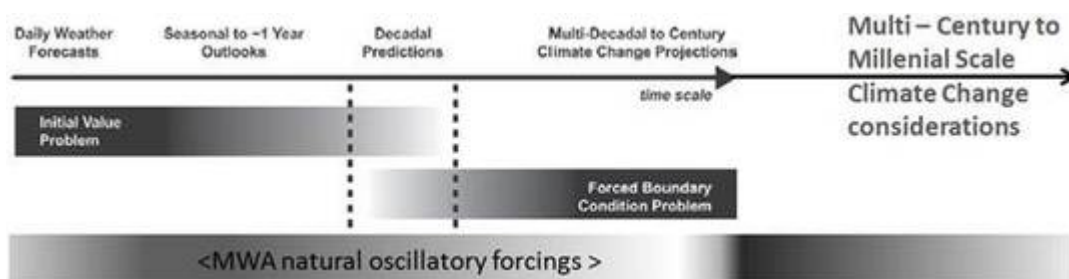 Daily Weather
Forecasts
Seasonal to ~1 Year
Outlooks
Decadal
Predictions
Multi-Decadal to Century
Climate Change Projections
Multi – Century to
Millenial Scale
Climate Change
considerations
time scale
Initial Value
Problem
Forced Boundary
Condition Problem
<MWA natural oscillatory forcings >